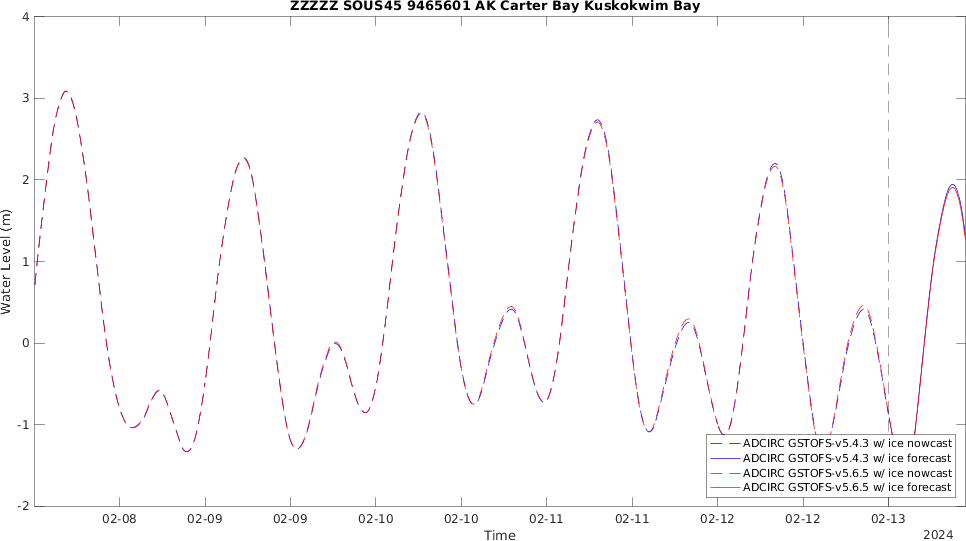 ZZZZZ SOUS45 9465601 AK Carter Bay Kuskokwim Bay
4
3
2
1
0
-1
-2
Water Level (m)
02-08 02-09 02-09 02-10 02-10 02-11 02-11 02-12 02-12 02-13
Time
2024
ADCIRC GSTOFS-v5.4.3 w/ ice nowcast
ADCIRC GSTOFS-v5.4.3 w/ ice forecast
ADCIRC GSTOFS-v5.6.5 w/ ice nowcast
ADCIRC GSTOFS-v5.6.5 w/ ice forecast